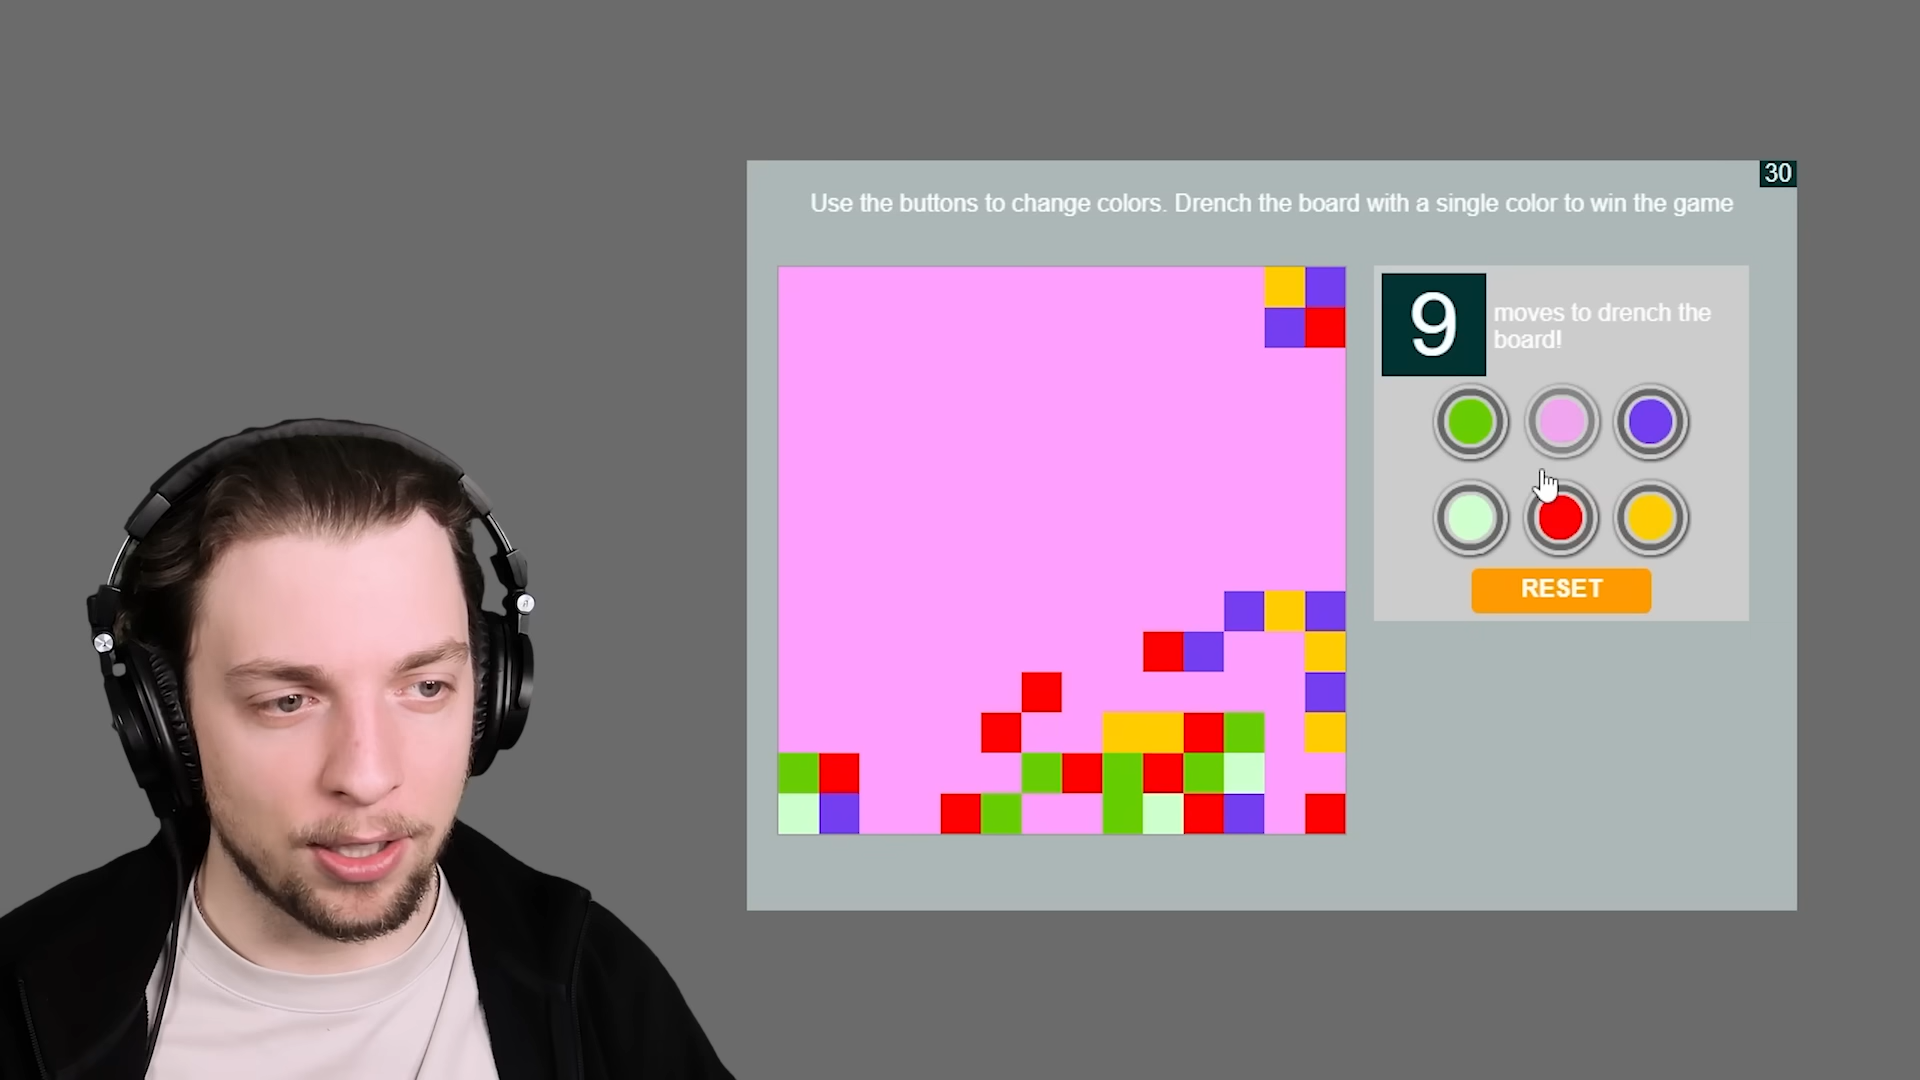 30
Use the buttons to change colors. Drench the board with a single color to win the game
9
moves to drench the
board!
RESET